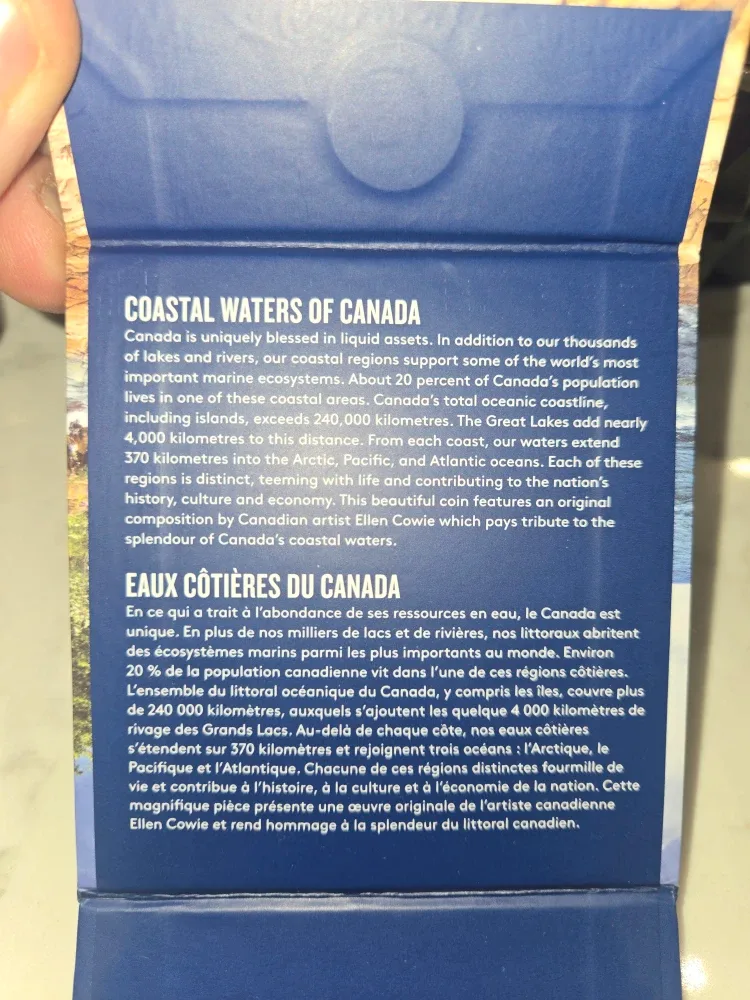 COASTAL WATERS OF CANADA
Canada is uniquely blessed in liquid assets. In addition to our thousands
of lakes and rivers, our coastal regions support some of the world's most
important marine ecosystems. About 20 percent of Canada's population
lives in one of these coastal areas. Canada's total oceanic coastline,
including islands, exceeds 240,000 kilometres. The Great Lakes add nearly
4,000 kilometres to this distance. From each coast, our waters extend
370 kilometres into the Arctic, Pacific, and Atlantic oceans. Each of these
regions is distinct, teeming with life and contributing to the nation's
history, culture and economy. This beautiful coin features an original
composition by Canadian artist Ellen Cowie which pays tribute to the
splendour of Canada's coastal waters.
EAUX CÔTIÈRES DU CANADA
En ce qui a trait à l'abondance de ses ressources en eau, le Canada est
unique. En plus de nos milliers de lacs et de rivières, nos littoraux abritent
des écosystèmes marins parmi les plus importants au monde. Environ
20 % de la population canadienne vit dans l'une de ces régions côtières.
L'ensemble du littoral océanique du Canada, y compris les îles, couvre plus
de 240 000 kilomètres, auxquels s'ajoutent les quelque 4 000 kilomètres de
rivage des Grands Lacs. Au-delà de chaque côte, nos eaux côtières
s'étendent sur 370 kilomètres et rejoignent trois océans : l'Arctique, le
Pacifique et l'Atlantique. Chacune de ces régions distinctes fourmille de
vie et contribue à l'histoire, à la culture et à l'économie de la nation. Cette
magnifique pièce présente une œuvre originale de l'artiste canadienne
Ellen Cowie et rend hommage à la splendeur du littoral canadien.